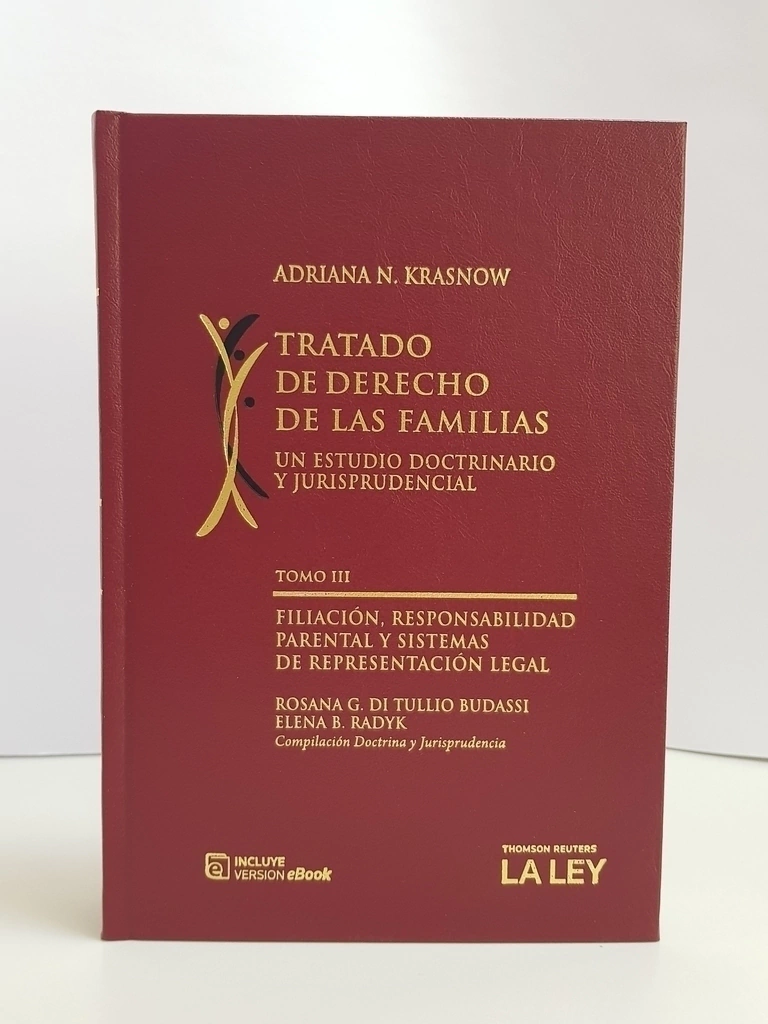 ADRIANA N. KRASNOW
TRATADO
DE DERECHO
DE LAS FAMILIAS
UN ESTUDIO DOCTRINARIO
Y JURISPRUDENCIAL
TOMO III
FILIACIÓN, RESPONSABILIDAD
PARENTAL Y SISTEMAS
DE REPRESENTACIÓN LEGAL
ROSANA G. DI TULLIO BUDASSI
ELENA B. RADYK
Compilación Doctrina y Jurisprudencia
e INCLUYE
VERSION eBook
THOMSON REUTERS
LA LEY